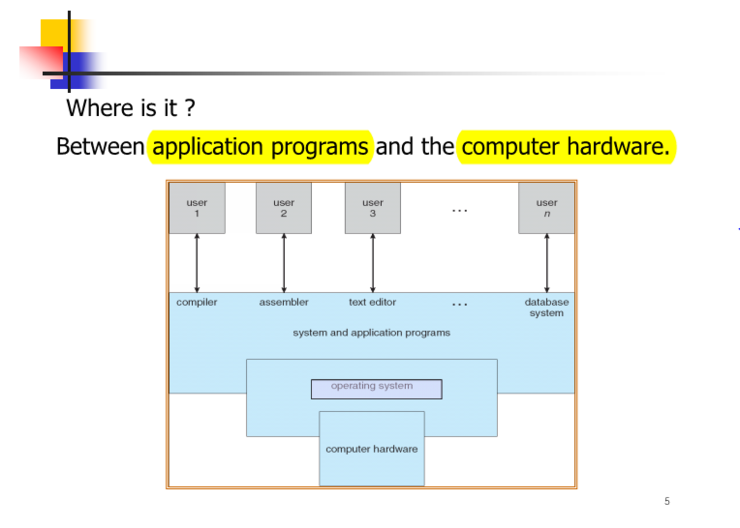 Where is it ?
Between application programs and the computer hardware.
user
1
user
2
user
3
...
user
n
compiler
assembler
text editor
...
database
system
system and application programs
operating system
computer hardware
5